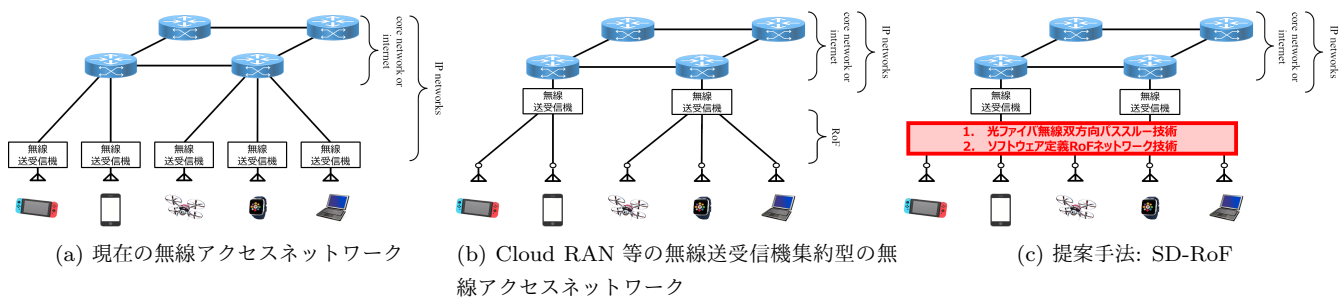 core network or
internet
IP networks
無線
送受信機
無線
送受信機
無線
送受信機
無線
送受信機
無線
送受信機
(a) 現在の無線アクセスネットワーク
core network or
internet
IP networks
無線
送受信機
無線
送受信機
RoF
(b) Cloud RAN 等の無線送受信機集約型の無
線アクセスネットワーク
core network or
internet
IP networks
無線
送受信機
無線
送受信機
1. 光ファイバ無線双方向パススルー技術
2. ソフトウェア定義RoFネットワーク技術
(c) 提案手法: SD-RoF